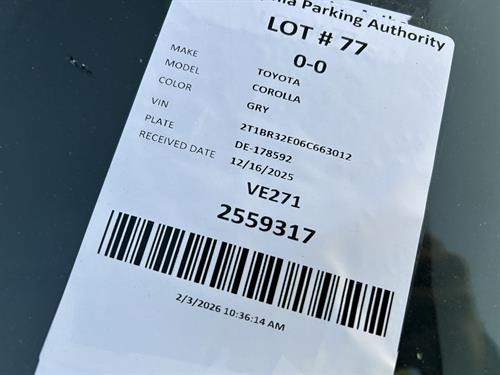 Parking Authority
LOT # 77
0-0
MAKE TOYOTA
MODEL COROLLA
COLOR GRY
VIN 2T1BR32E06C663012
PLATE DE-178592
RECEIVED DATE 12/16/2025
VE271
2559317
2/3/2026 10:36:14 AM